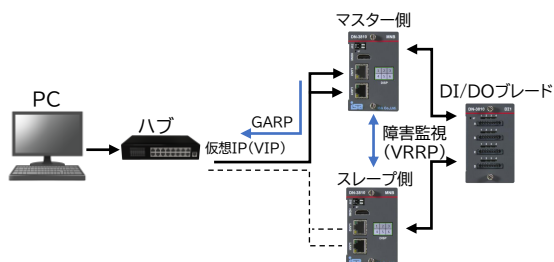 マスター側
DI/DOブレード
PC
ハブ
GARP
仮想IP(VIP)
障害監視
(VRRP)
スレーブ側